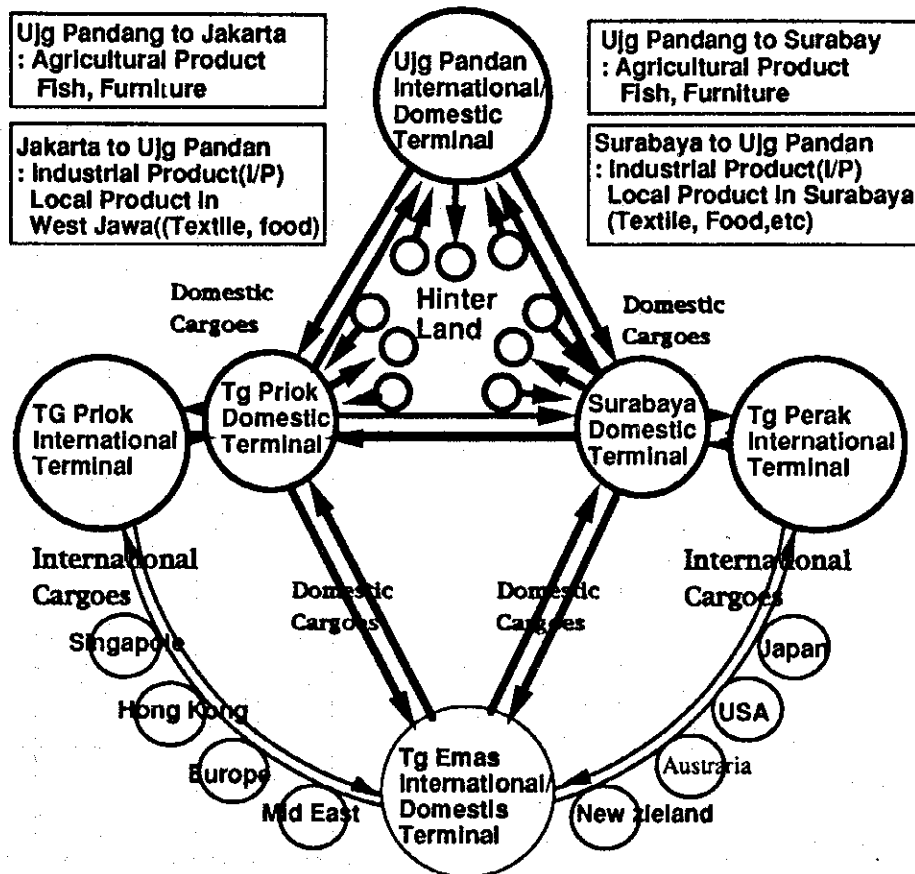 Ujg Pandang to Jakarta
: Agricultural Product
Fish, Furniture
Ujg Pandan
International/
Domestic
Terminal
Ujg Pandang to Surabay
: Agricultural Product
Fish, Furniture
Jakarta to Ujg Pandan
: Industrial Product(I/P)
Local Product in
West Jawa((Textile, food)
Surabaya to Ujg Pandan
: Industrial Product(I/P)
Local Product in Surabaya
(Textile, Food,etc)
Domestic
Cargoes
Hinter
Land
Domestic
Cargoes
TG Priok
International
Terminal
Tg Priok
Domestic
Terminal
Surabaya
Domestic
Terminal
Tg Perak
International
Terminal
International
Cargoes
Domestic
Cargoes
Domestic
Cargoes
International
Cargoes
Singapole
Hong Kong
Europe
Mid East
Japan
USA
Austraria
New zieland
Tg Emas
International/
Domestis
Terminal